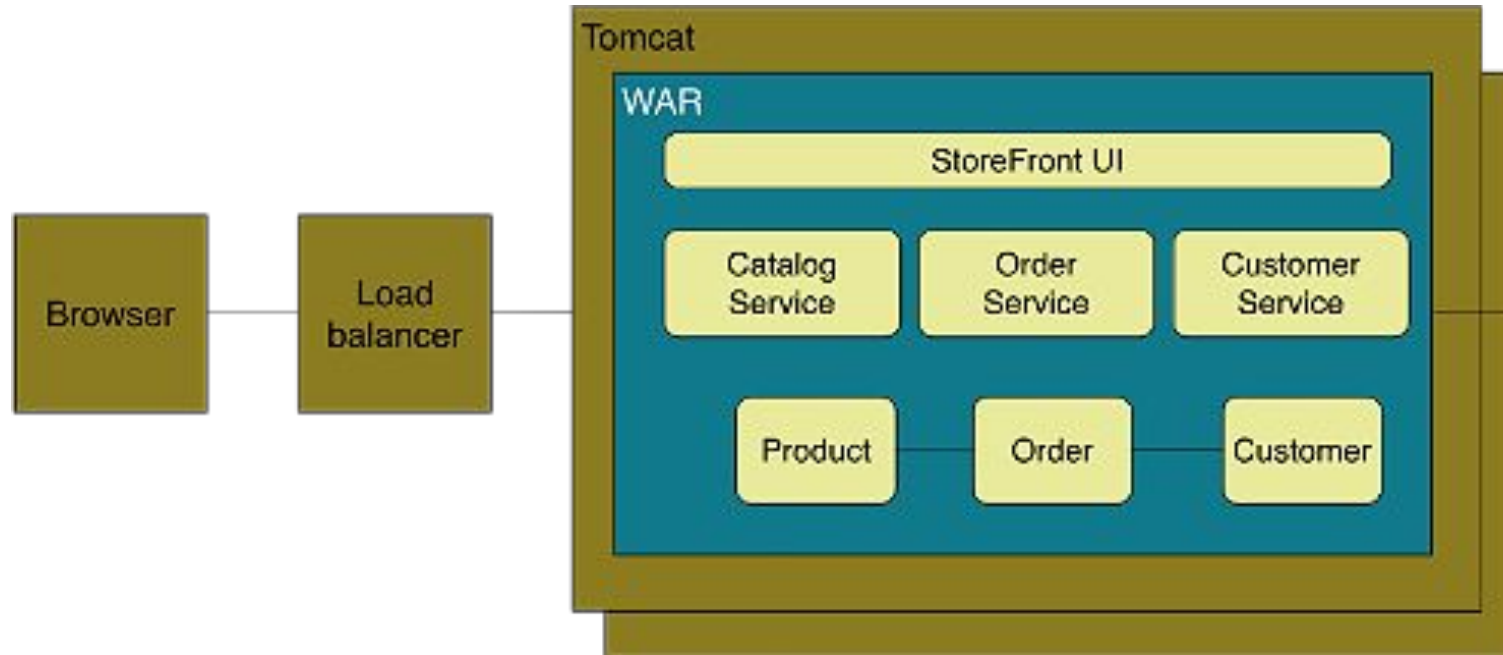 Tomcat
WAR
StoreFront UI
Catalog
Service
Order
Service
Customer
Service
Browser
Load
balancer
Product
Order
Customer